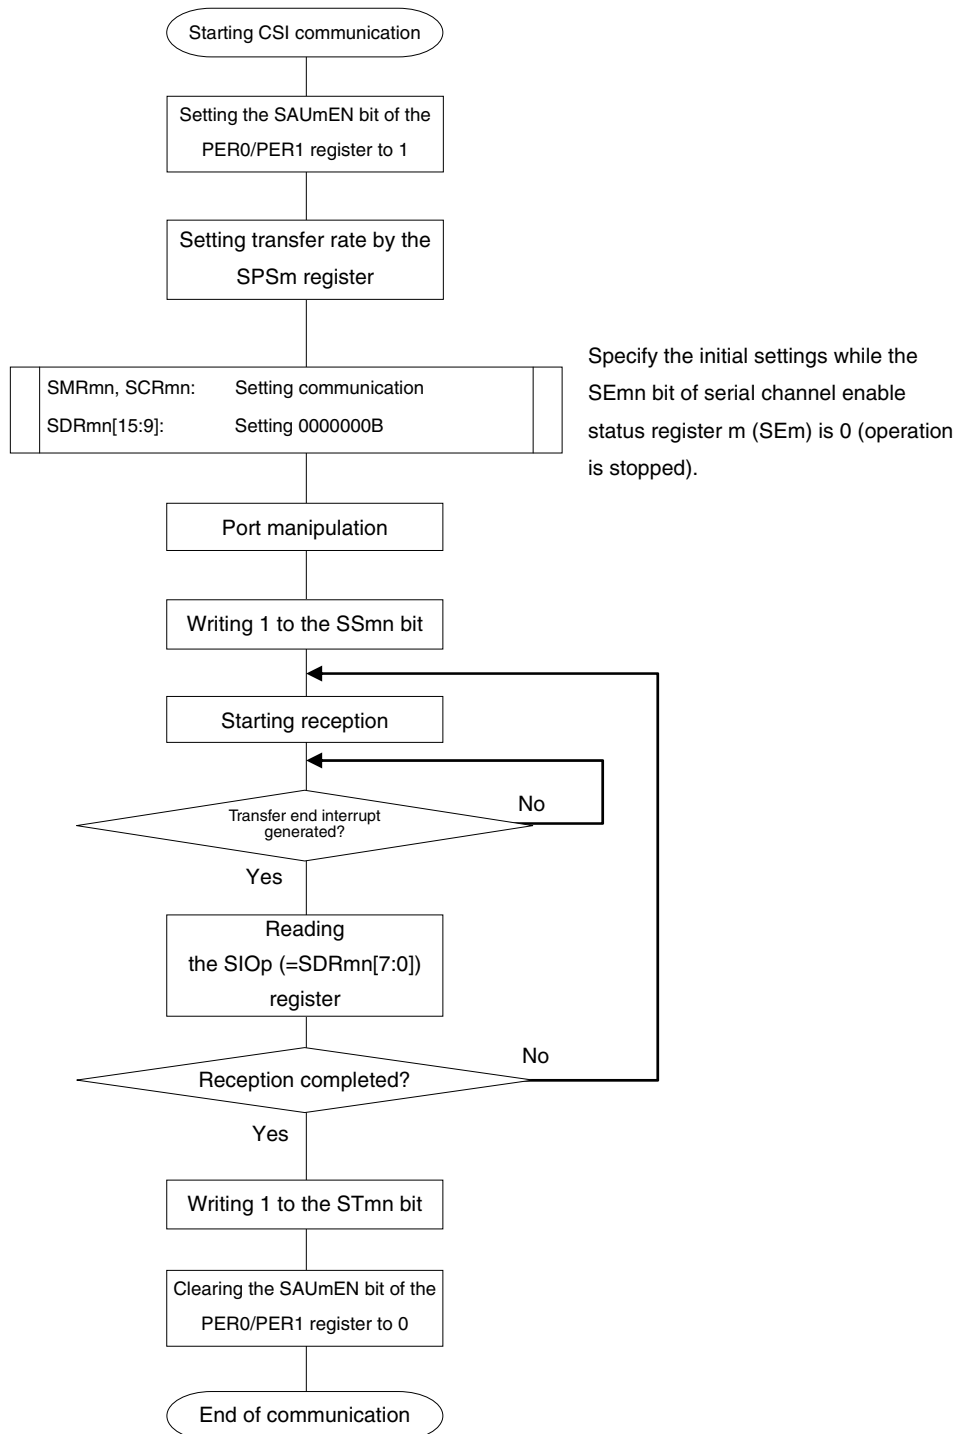 Starting CSI communication
Setting the SAUmEN bit of the
PER0/PER1 register to 1
Setting transfer rate by the
SPSm register
SMRmn, SCRmn: Setting communication
SDRmn[15:9]: Setting 0000000B
Specify the initial settings while the
SEmn bit of serial channel enable
status register m (SEm) is 0 (operation
is stopped).
Port manipulation
Writing 1 to the SSmn bit
Starting reception
Transfer end interrupt
generated?
No
Yes
Reading
the SIOp (=SDRmn[7:0])
register
Reception completed?
No
Yes
Writing 1 to the STmn bit
Clearing the SAUmEN bit of the
PER0/PER1 register to 0
End of communication